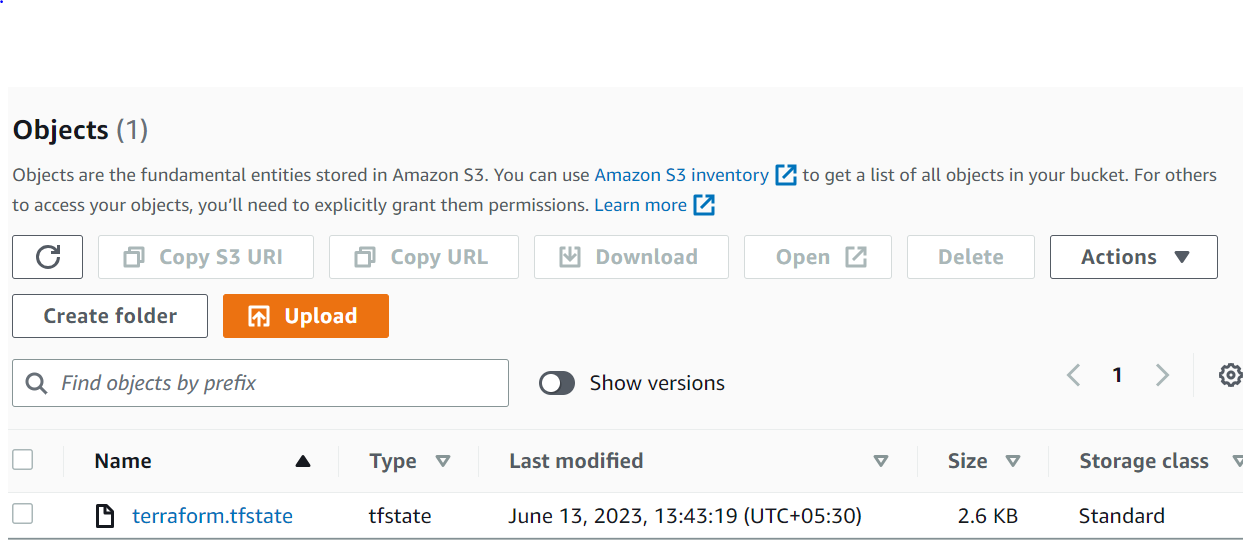 Objects (1)
Objects are the fundamental entities stored in Amazon S3. You can use Amazon S3 inventory to get a list of all objects in your bucket. For others
to access your objects, you’ll need to explicitly grant them permissions. Learn more
Copy S3 URI Copy URL Download Open Delete Actions
Create folder Upload
Find objects by prefix Show versions 1
Name Type Last modified Size Storage class
terraform.tfstate tfstate June 13, 2023, 13:43:19 (UTC+05:30) 2.6 KB Standard